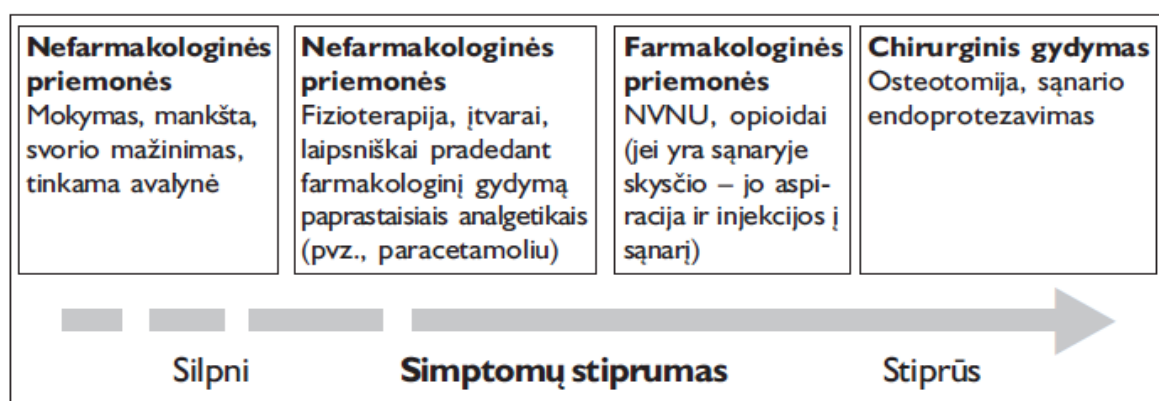 Nefarmakologinės
priemonės
Mokymas, mankšta,
svorio mažinimas,
tinkama avalynė
Nefarmakologinės
priemonės
Fizioterapija, įtvarai,
laipsniškai pradedant
farmakologinį gydymą
paprastaisiais analgetikais
(pvz., paracetamoliu)
Farmakologinės
priemonės
NVNU, opioidai
(jei yra sąnaryje
skysčio – jo aspi-
racija ir injekcijos į
sąnarį)
Chirurginis gydymas
Osteotomija, sąnario
endoprotezavimas
Silpni Simptomų stiprumas Stiprūs